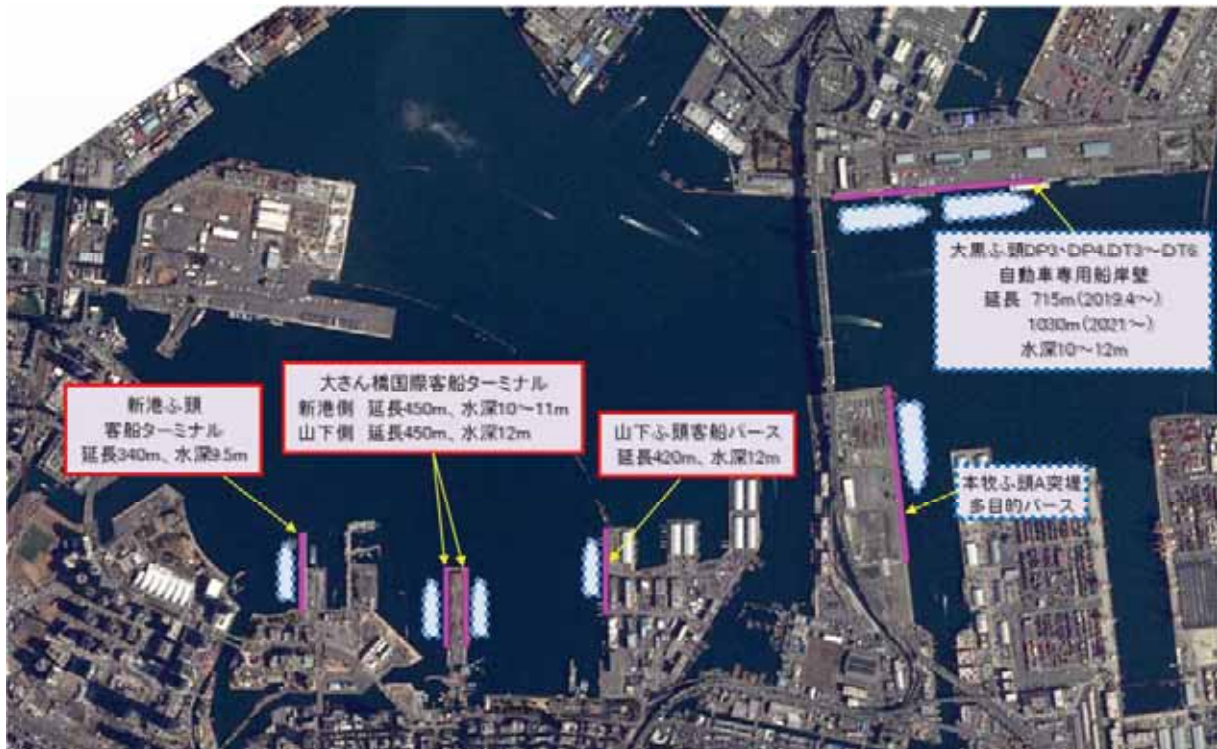 大黒ふ頭DP3・DP4,DT3～DT6
自動車専用船岸壁
延長 715m(2019.4～)
1030m(2021.～)
水深10～12m
大さん橋国際客船ターミナル
新港側 延長450m、水深10～11m
山下側 延長450m、水深12m
新港ふ頭
客船ターミナル
延長340m、水深9.5m
山下ふ頭客船バース
延長420m、水深12m
本牧ふ頭A突堤
多目的バース